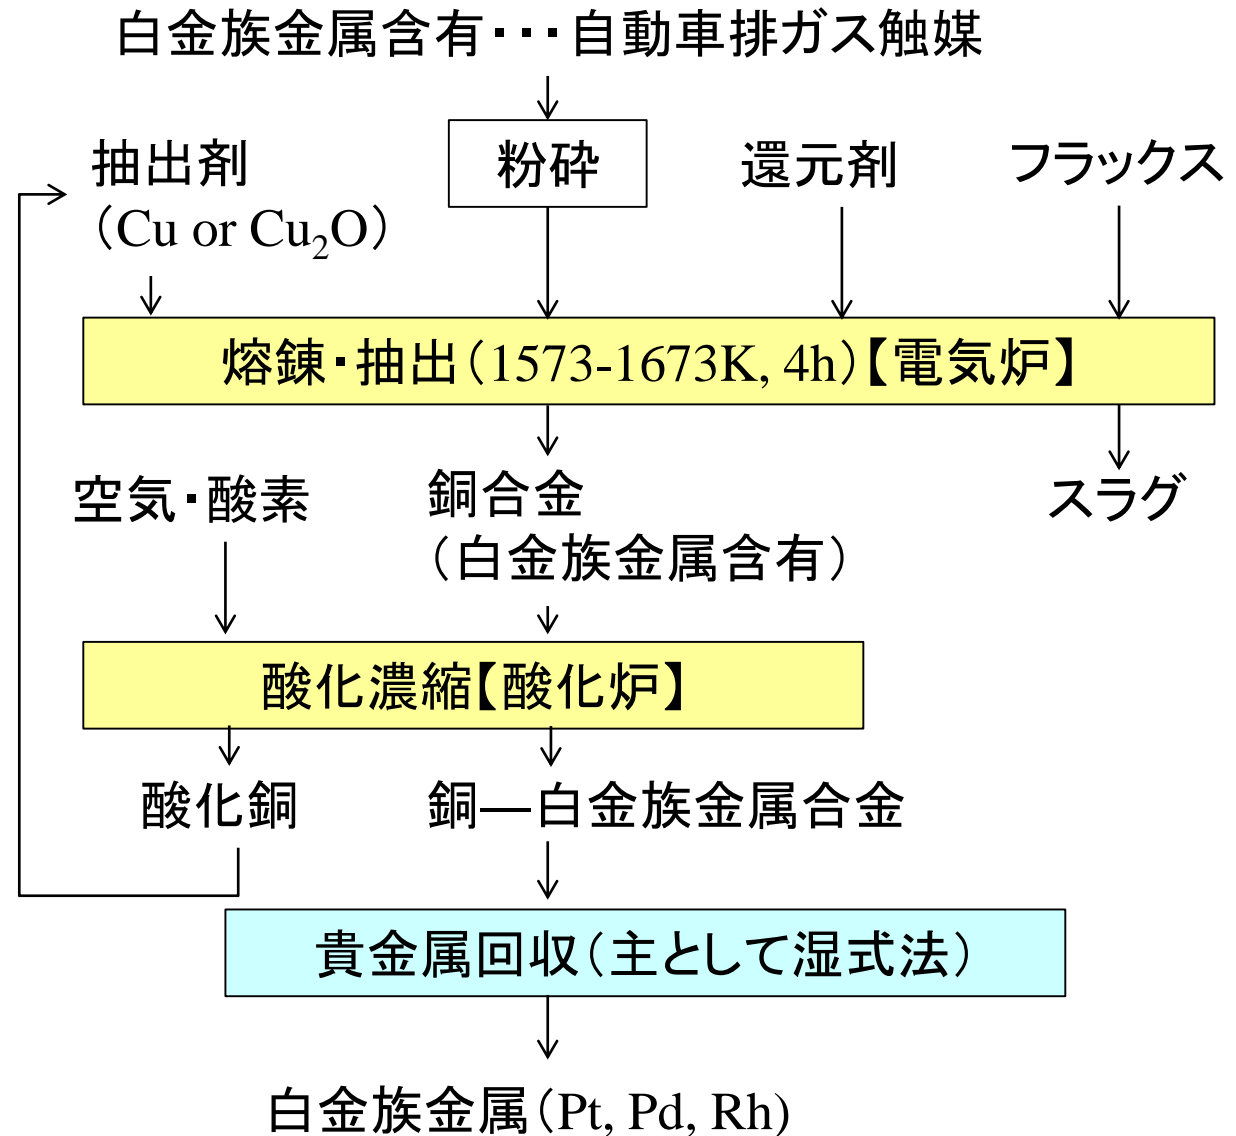 白金族金属含有・・・自動車排ガス触媒
抽出剤
（Cu or Cu₂O）
粉砕
還元剤
フラックス
熔錬・抽出（1573-1673K, 4h）【電気炉】
空気・酸素
銅合金
（白金族金属含有）
スラグ
酸化濃縮【酸化炉】
酸化銅
銅―白金族金属合金
貴金属回収（主として湿式法）
白金族金属（Pt, Pd, Rh)